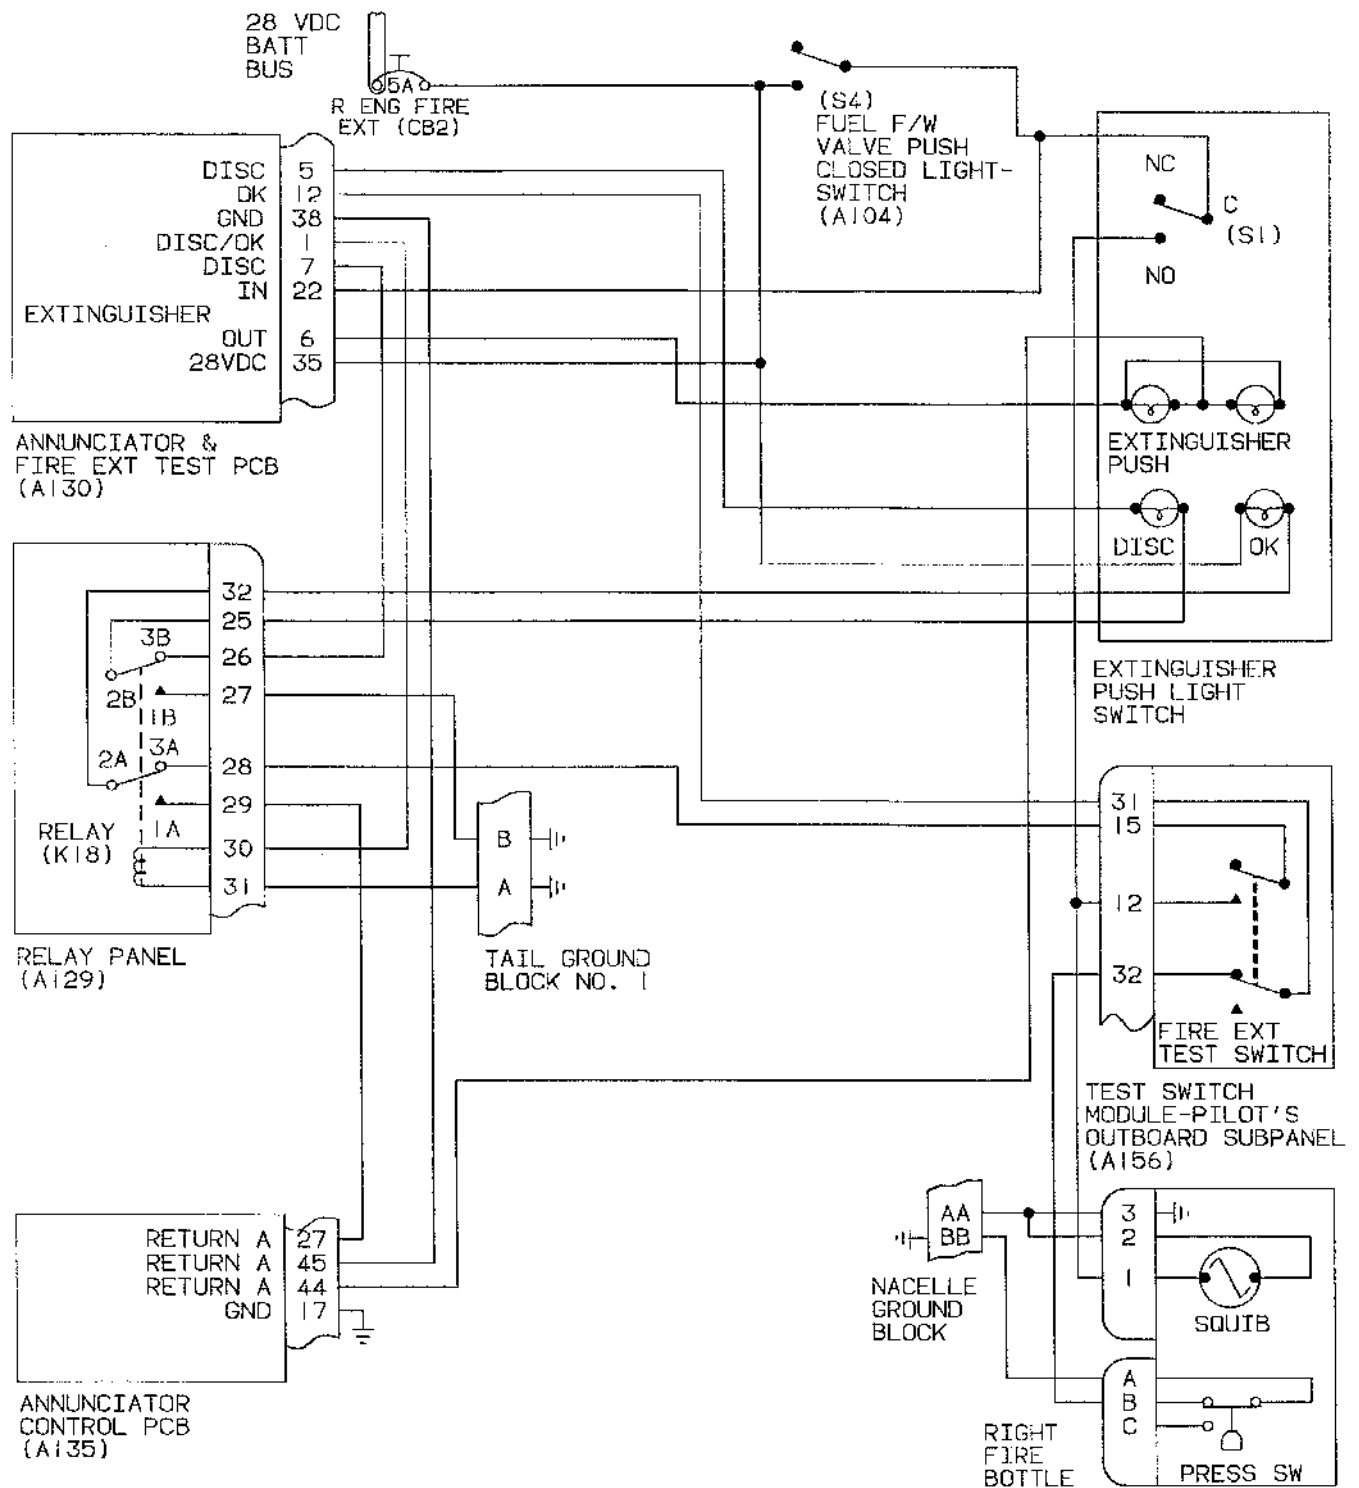 28 VDC
BATT
BUS
5A
R ENG FIRE
EXT (CB2)
(S4)
FUEL F/W
VALVE PUSH
CLOSED LIGHT-
SWITCH
(A104)
NC
C
(S1)
NO
DISC 5
OK 12
GND 38
DISC/OK 1
DISC 7
IN 22
EXTINGUISHER
OUT 6
28VDC 35
ANNUNCIATOR &
FIRE EXT TEST PCB
(A130)
EXTINGUISHER
PUSH
DISC
OK
EXTINGUISHER
PUSH LIGHT
SWITCH
32
25
3B
26
2B
27
1B
3A
2A
28
29
1A
RELAY
(K18)
30
31
RELAY PANEL
(A129)
B
A
TAIL GROUND
BLOCK NO. 1
31
15
12
32
FIRE EXT
TEST SWITCH
TEST SWITCH
MODULE-PILOT'S
OUTBOARD SUBPANEL
(A156)
RETURN A 27
RETURN A 45
RETURN A 44
GND 17
ANNUNCIATOR
CONTROL PCB
(A135)
AA
BB
NACELLE
GROUND
BLOCK
3
2
1
SQUIB
A
B
C
RIGHT
FIRE
BOTTLE
PRESS SW